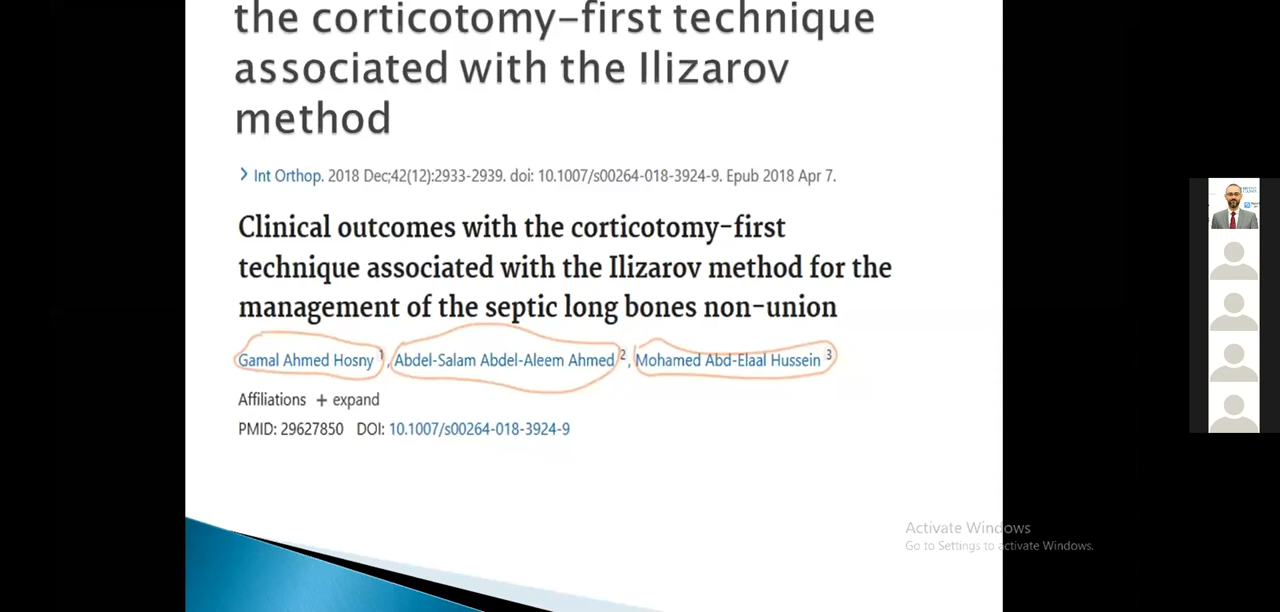 the corticotomy-first technique
associated with the Ilizarov
method
> Int Orthop. 2018 Dec;42(12):2933-2939. doi: 10.1007/s00264-018-3924-9. Epub 2018 Apr 7.
Clinical outcomes with the corticotomy-first
technique associated with the Ilizarov method for the
management of the septic long bones non-union
Gamal Ahmed Hosny 1, Abdel-Salam Abdel-Aleem Ahmed 2, Mohamed Abd-Elaal Hussein 3
Affiliations + expand
PMID: 29627850 DOI: 10.1007/s00264-018-3924-9
Activate Windows
Go to Settings to activate Windows.